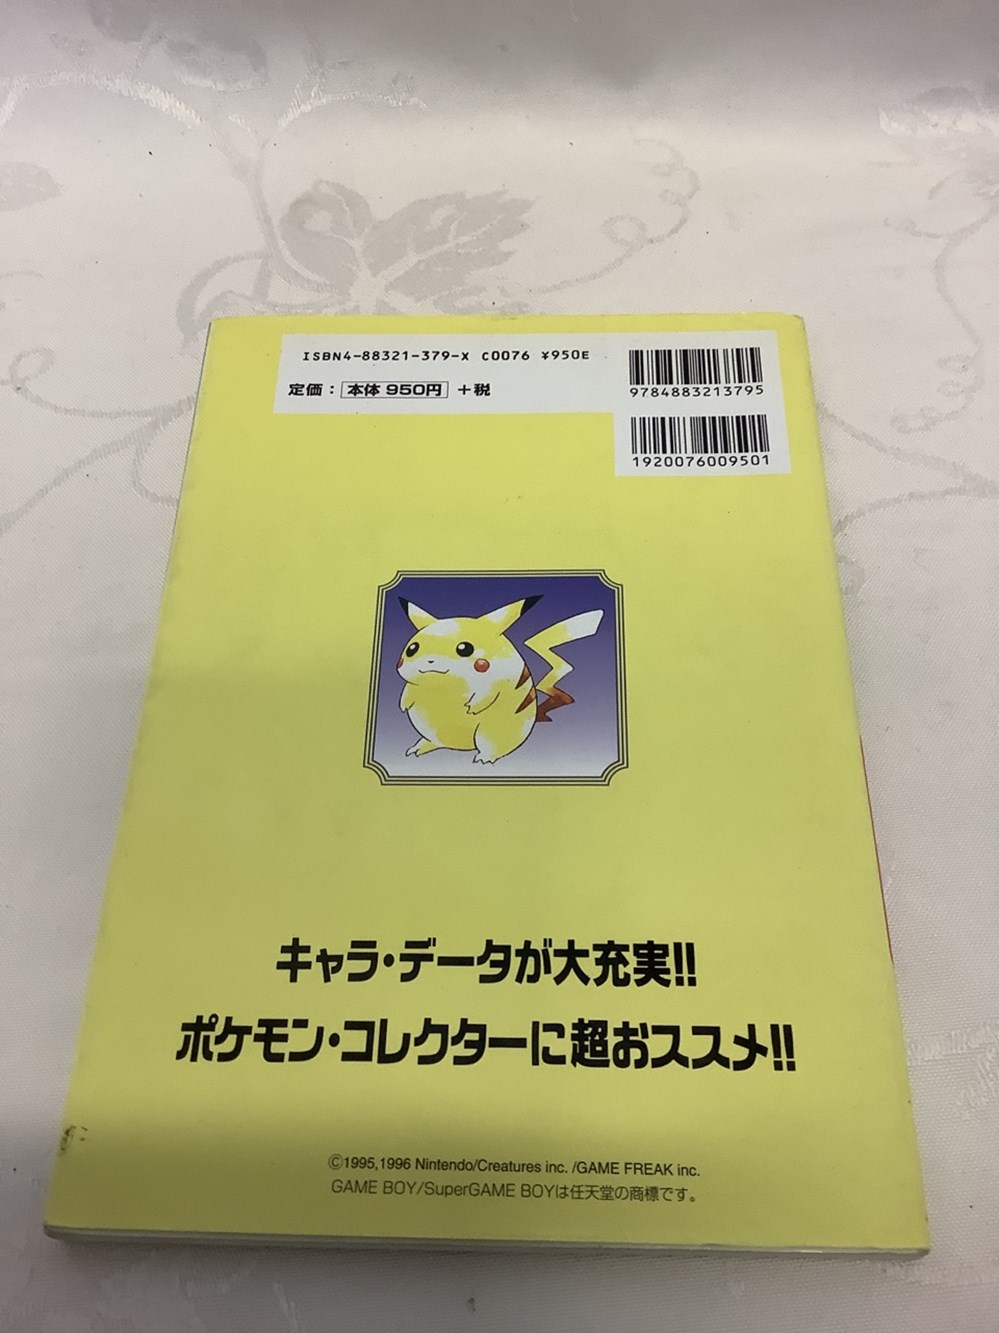 ISBN4-88321-379-X C0076 ¥950E
定価：本体 950円 +税
9784883213795
1920076009501
キャラ・データが大充実!!
ポケモン・コレクターに超おススメ!!
©1995,1996 Nintendo/Creatures inc. /GAME FREAK inc.
GAME BOY/SuperGAME BOYは任天堂の商標です。